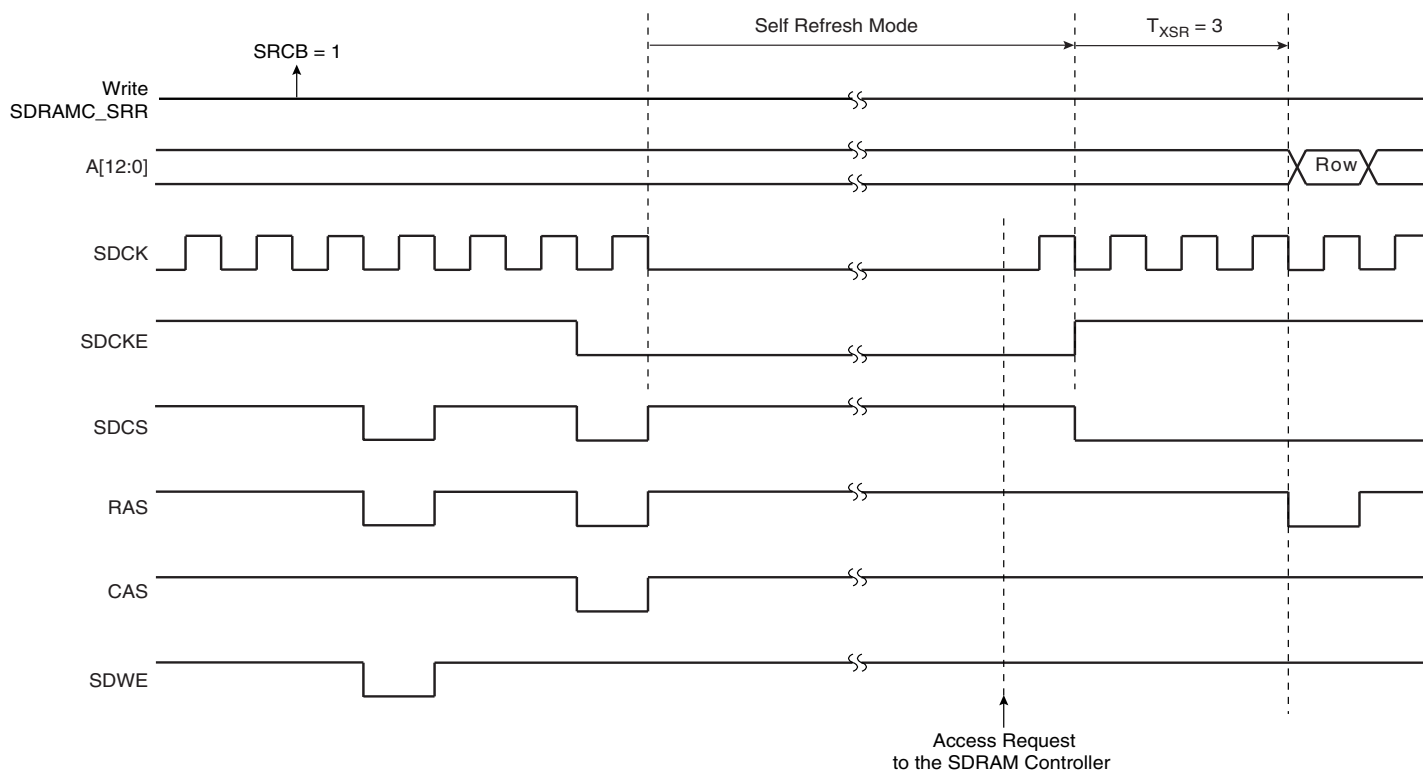 Self Refresh Mode
TXSR = 3
SRCB = 1
Write
SDRAMC_SRR
A[12:0]
Row
SDCK
SDCKE
SDCS
RAS
CAS
SDWE
Access Request
to the SDRAM Controller